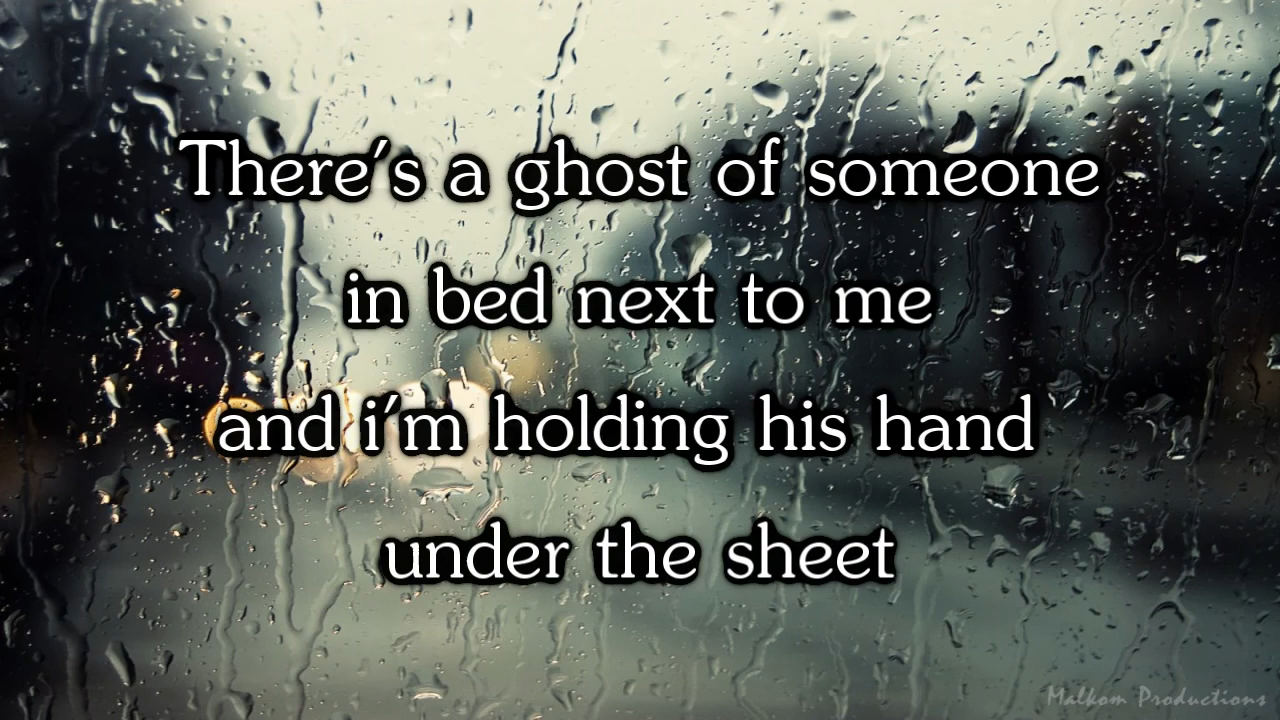 There's a ghost of someone
in bed next to me
and i'm holding his hand
under the sheet
Malkom Productions